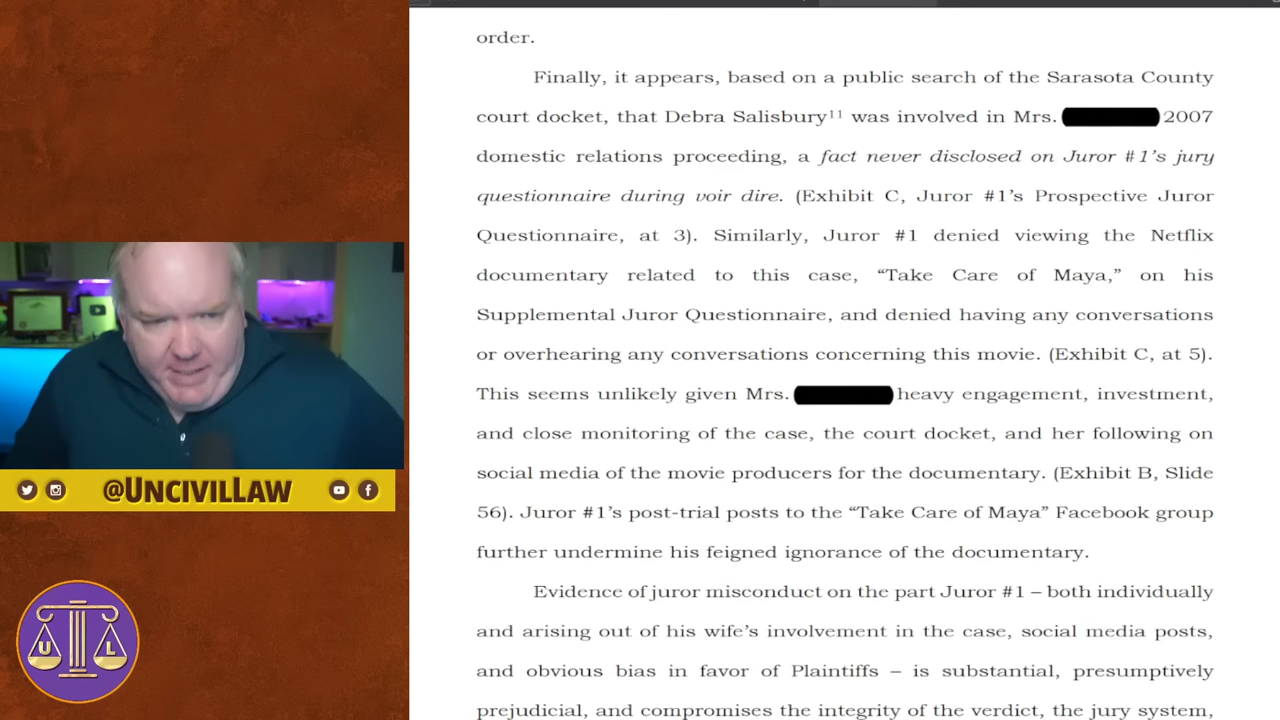 order.
Finally, it appears, based on a public search of the Sarasota County
court docket, that Debra Salisbury¹¹ was involved in Mrs. 2007
domestic relations proceeding, a fact never disclosed on Juror #1’s jury
questionnaire during voir dire. (Exhibit C, Juror #1’s Prospective Juror
Questionnaire, at 3). Similarly, Juror #1 denied viewing the Netflix
documentary related to this case, “Take Care of Maya,” on his
Supplemental Juror Questionnaire, and denied having any conversations
or overhearing any conversations concerning this movie. (Exhibit C, at 5).
This seems unlikely given Mrs. heavy engagement, investment,
and close monitoring of the case, the court docket, and her following on
social media of the movie producers for the documentary. (Exhibit B, Slide
56). Juror #1’s post-trial posts to the “Take Care of Maya” Facebook group
further undermine his feigned ignorance of the documentary.
Evidence of juror misconduct on the part Juror #1 – both individually
and arising out of his wife’s involvement in the case, social media posts,
and obvious bias in favor of Plaintiffs – is substantial, presumptively
prejudicial, and compromises the integrity of the verdict, the jury system,
@UNCIVILLAW
U L